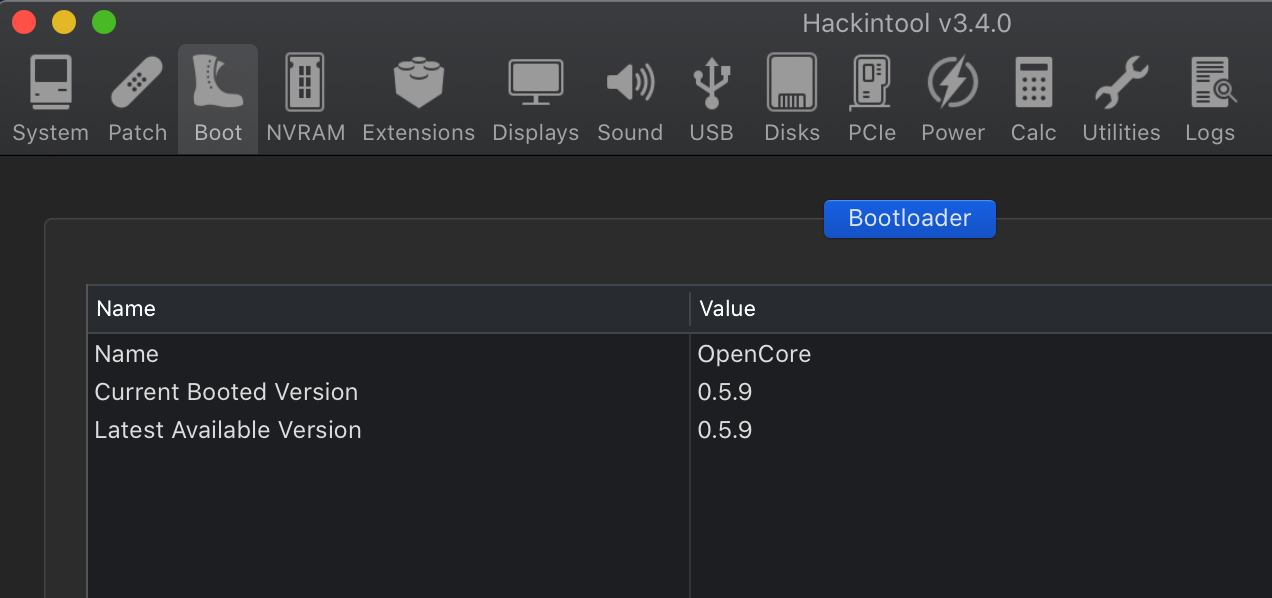 Hackintool v3.4.0
System Patch Boot NVRAM Extensions Displays Sound USB Disks PCIe Power Calc Utilities Logs
Bootloader
Name Value
Name OpenCore
Current Booted Version 0.5.9
Latest Available Version 0.5.9